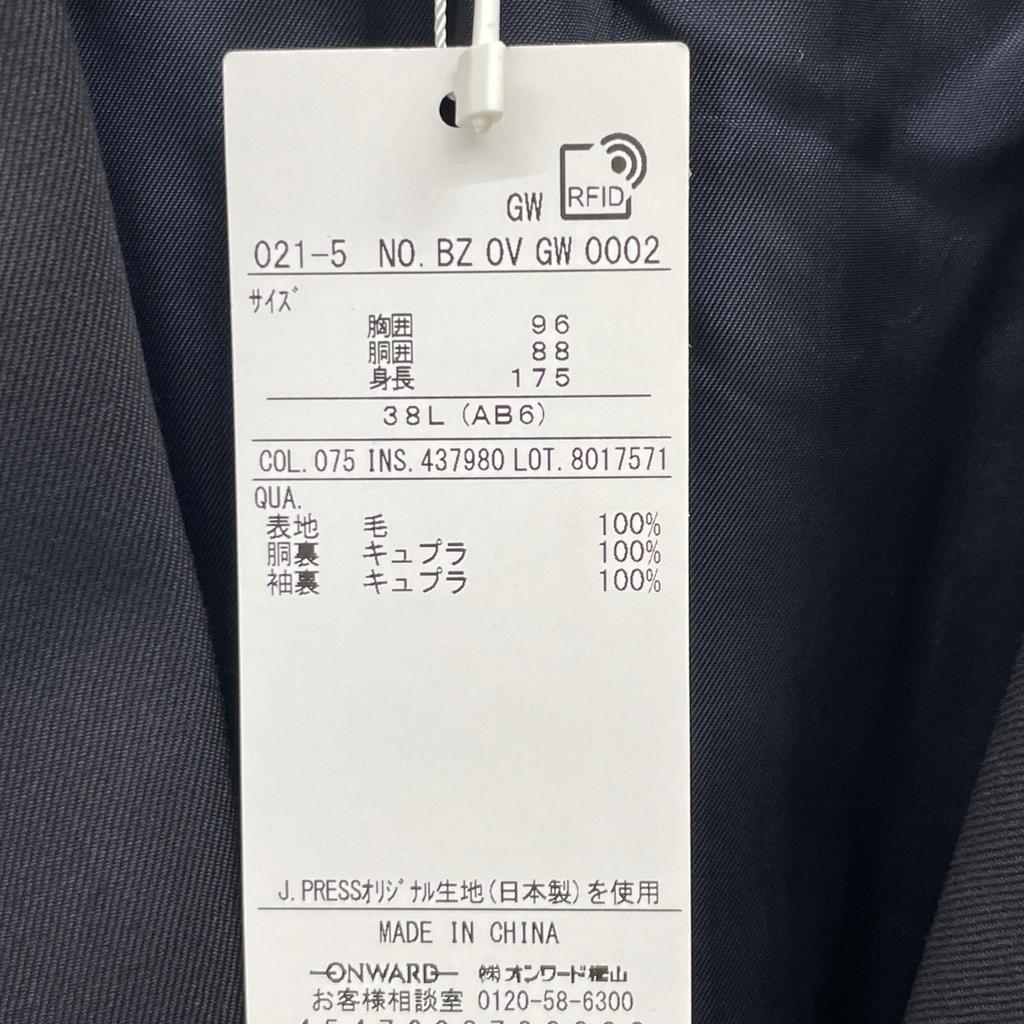 RFID
GW
021-5 NO. BZ OV GW 0002
サイズ
胸囲 96
胴囲 88
身長 175
38L (AB6)
COL. 075 INS. 437980 LOT. 8017571
QUA.
表地 毛 100%
胴裏 キュプラ 100%
袖裏 キュプラ 100%
J. PRESSオリジナル生地(日本製)を使用
MADE IN CHINA
ONWARD ㈱オンワード樫山
お客様相談室 0120-58-6300